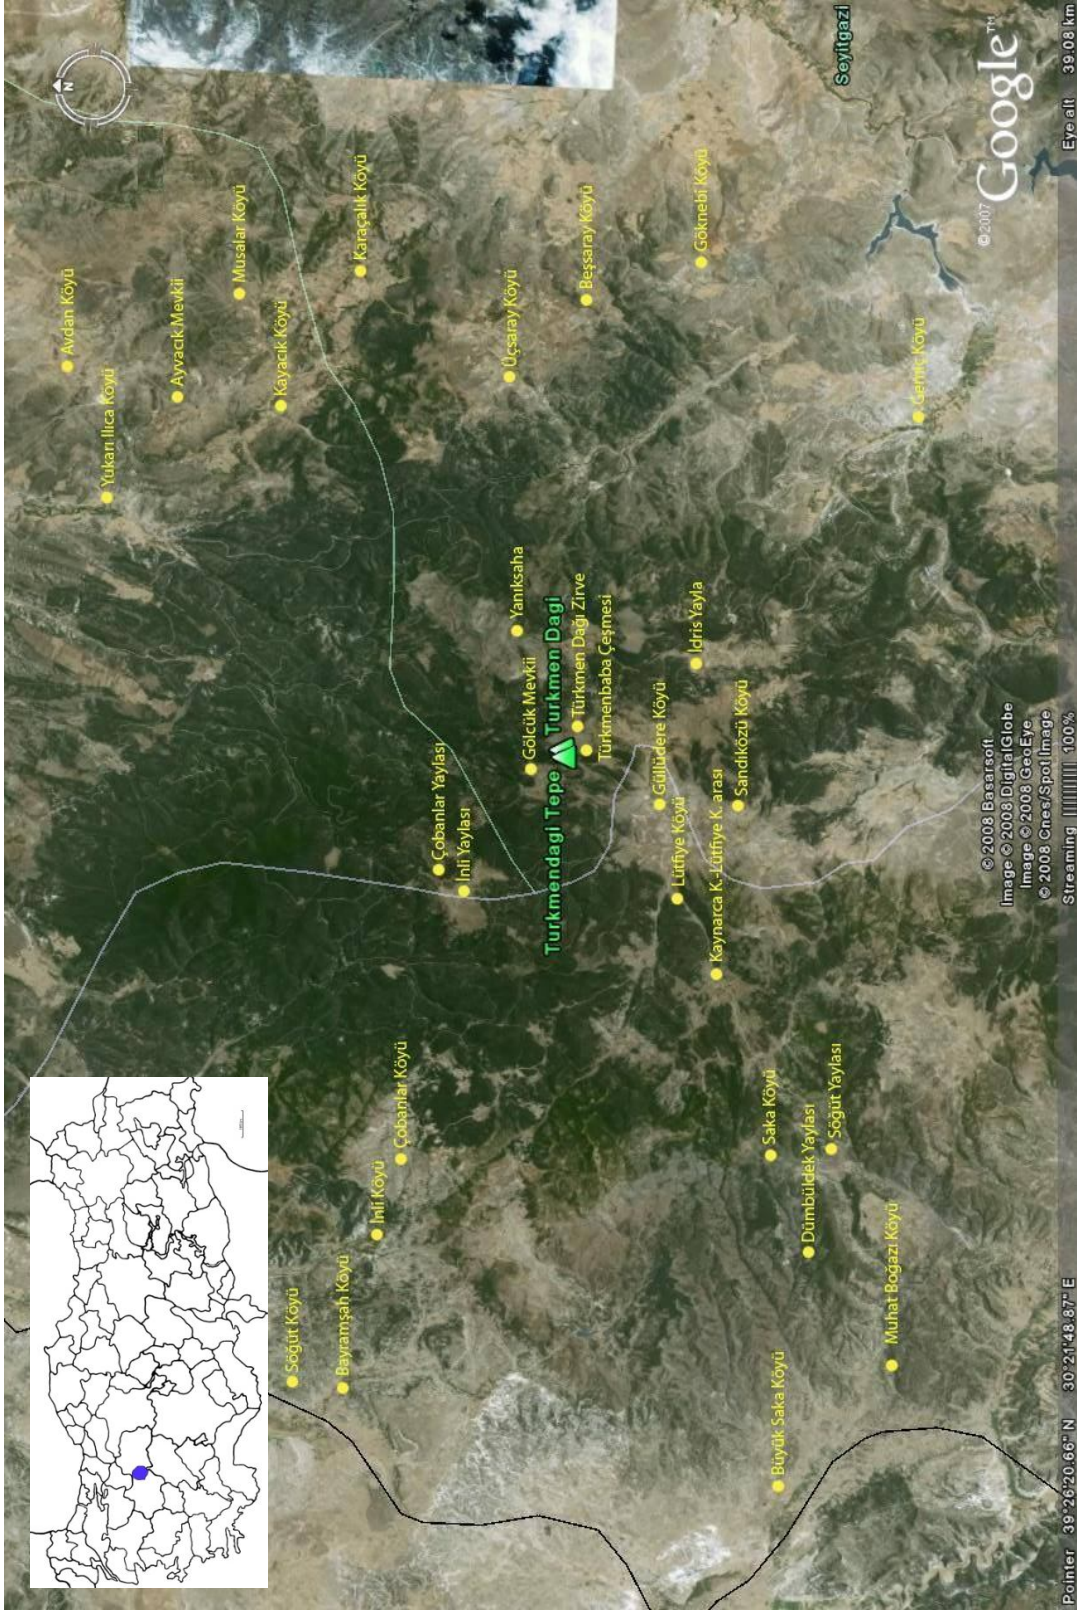 Söğüt Köyü
Bayramşah Köyü
İnli Köyü
Çobanlar Köyü
Çobanlar Yaylası
İnli Yaylası
Yukarı Ilıca Köyü
Avdan Köyü
Ayvacık Mevkii
Musalar Köyü
Kayacık Köyü
Karaçalık Köyü
Üçsaray Köyü
Beşsaray Köyü
Göknebi Köyü
Yanıksaha
Gölcük Mevkii
Turkmendagi Tepe
Turkmen Dagi
Türkmen Dağı Zirve
Türkmenbaba Çeşmesi
Güllüdere Köyü
İdris Yayla
Lütfiye Köyü
Kaynarca K.-Lütfiye K. arası
Sandıközü Köyü
Saka Köyü
Dümbüldek Yaylası
Söğüt Yaylası
Büyük Saka Köyü
Muhat Boğazı Köyü
Gemiç Köyü
Seyitgazi
N
© 2008 Basarsoft
Image © 2008 DigitalGlobe
Image © 2008 GeoEye
© 2008 Cnes/Spot Image
©2007 Google™
Pointer 39°26'20.66" N 30°21'48.87" E
Streaming ||||||||| 100%
Eye alt 39.08 km